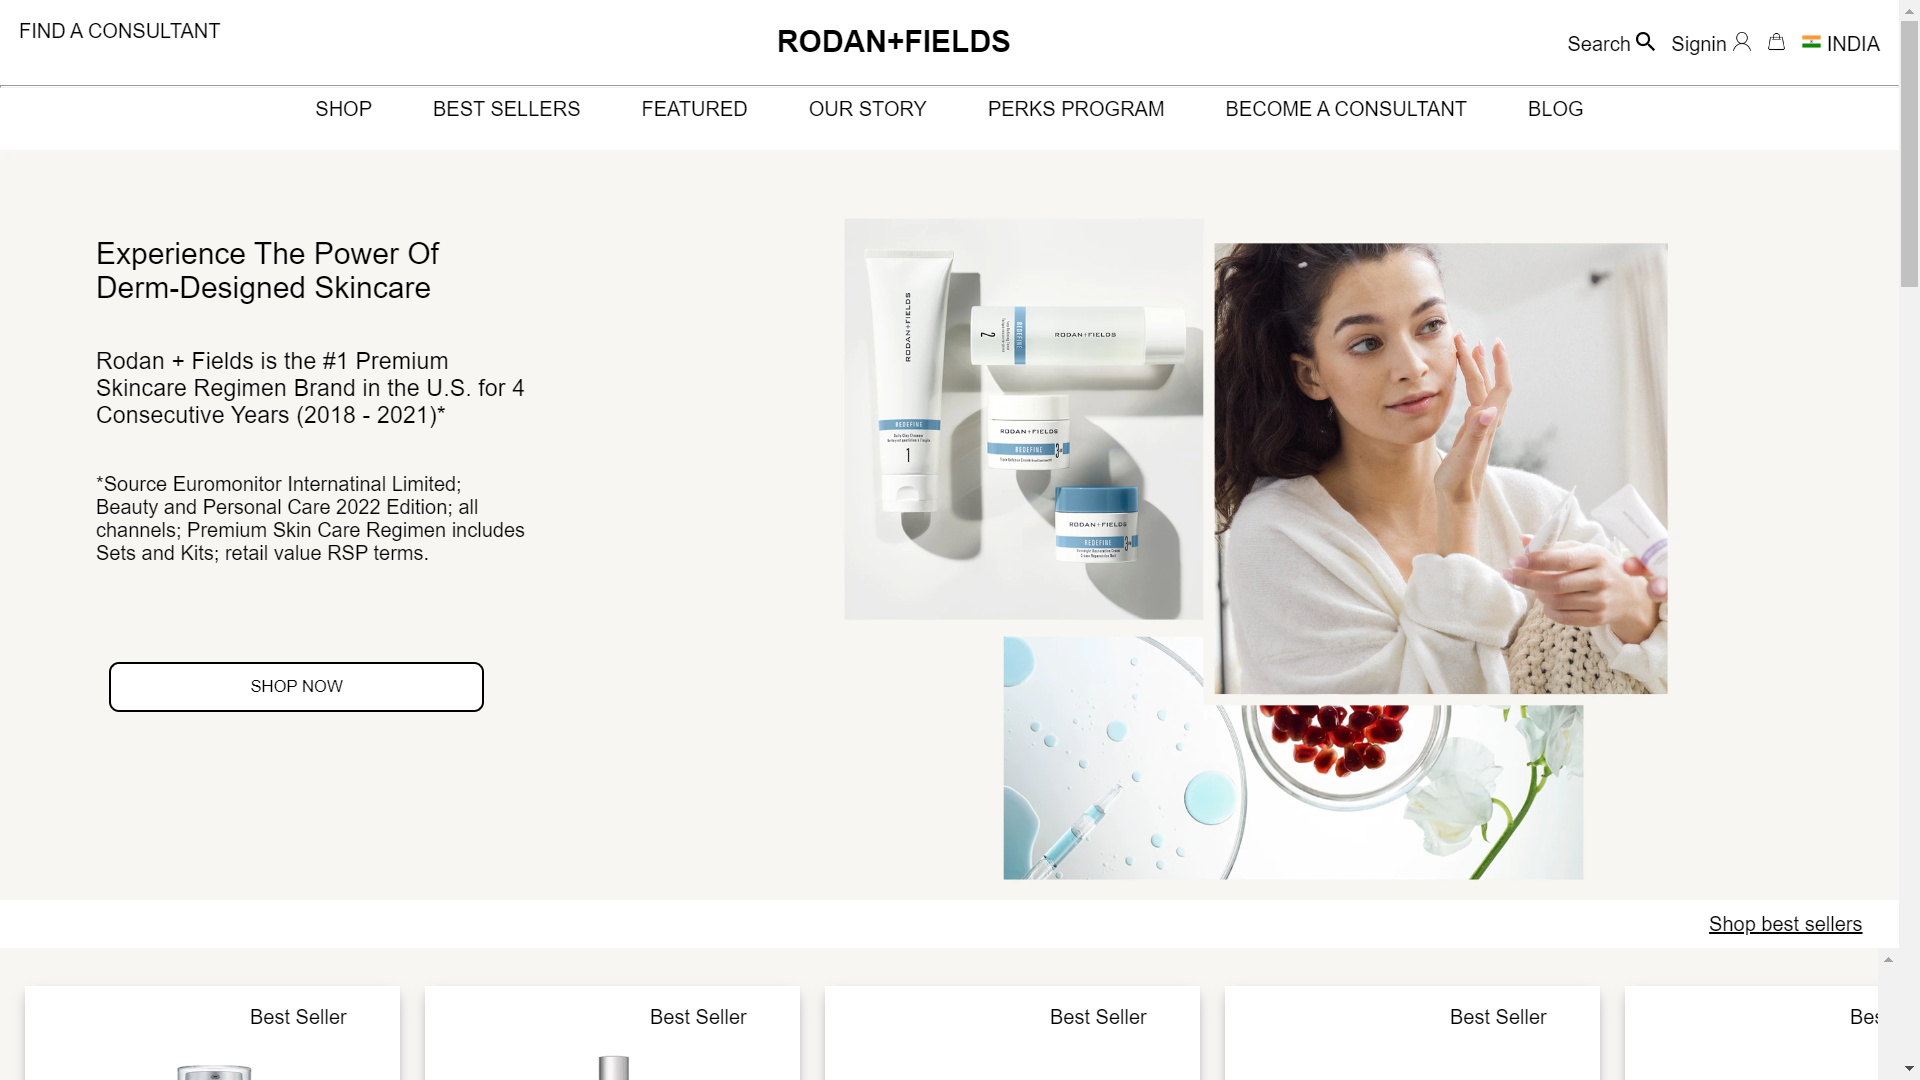 FIND A CONSULTANT
RODAN+FIELDS
Search
Signin
INDIA
SHOP
BEST SELLERS
FEATURED
OUR STORY
PERKS PROGRAM
BECOME A CONSULTANT
BLOG
Experience The Power Of
Derm-Designed Skincare
Rodan + Fields is the #1 Premium
Skincare Regimen Brand in the U.S. for 4
Consecutive Years (2018 - 2021)*
*Source Euromonitor Internatinal Limited;
Beauty and Personal Care 2022 Edition; all
channels; Premium Skin Care Regimen includes
Sets and Kits; retail value RSP terms.
SHOP NOW
RODAN+FIELDS
REDEFINE
1
2
REDEFINE
RODAN+FIELDS
RODAN+FIELDS
REDEFINE
3
RODAN+FIELDS
REDEFINE
3
Shop best sellers
Best Seller
Best Seller
Best Seller
Best Seller